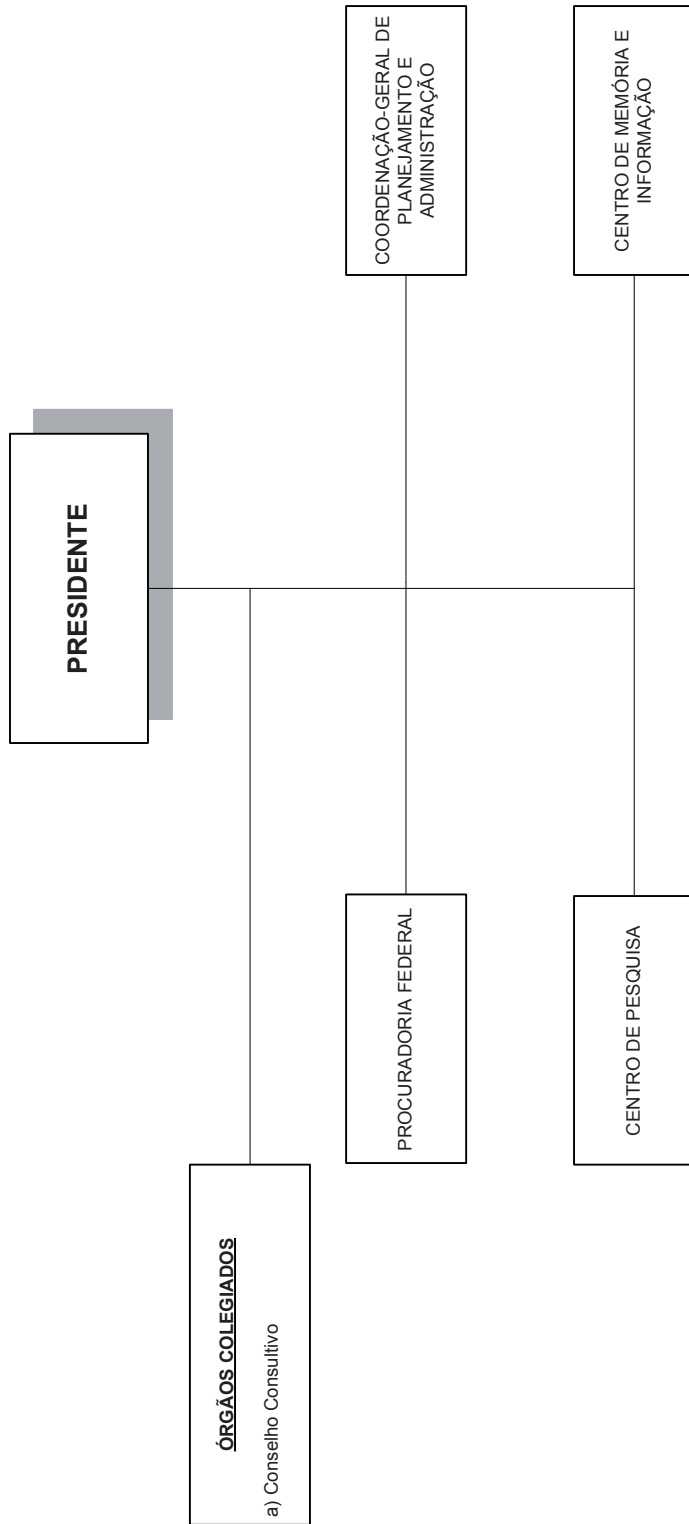 PRESIDENTE
ÓRGÃOS COLEGIADOS
a) Conselho Consultivo
PROCURADORIA FEDERAL
COORDENAÇÃO-GERAL DE
PLANEJAMENTO E
ADMINISTRAÇÃO
CENTRO DE PESQUISA
CENTRO DE MEMÓRIA E
INFORMAÇÃO